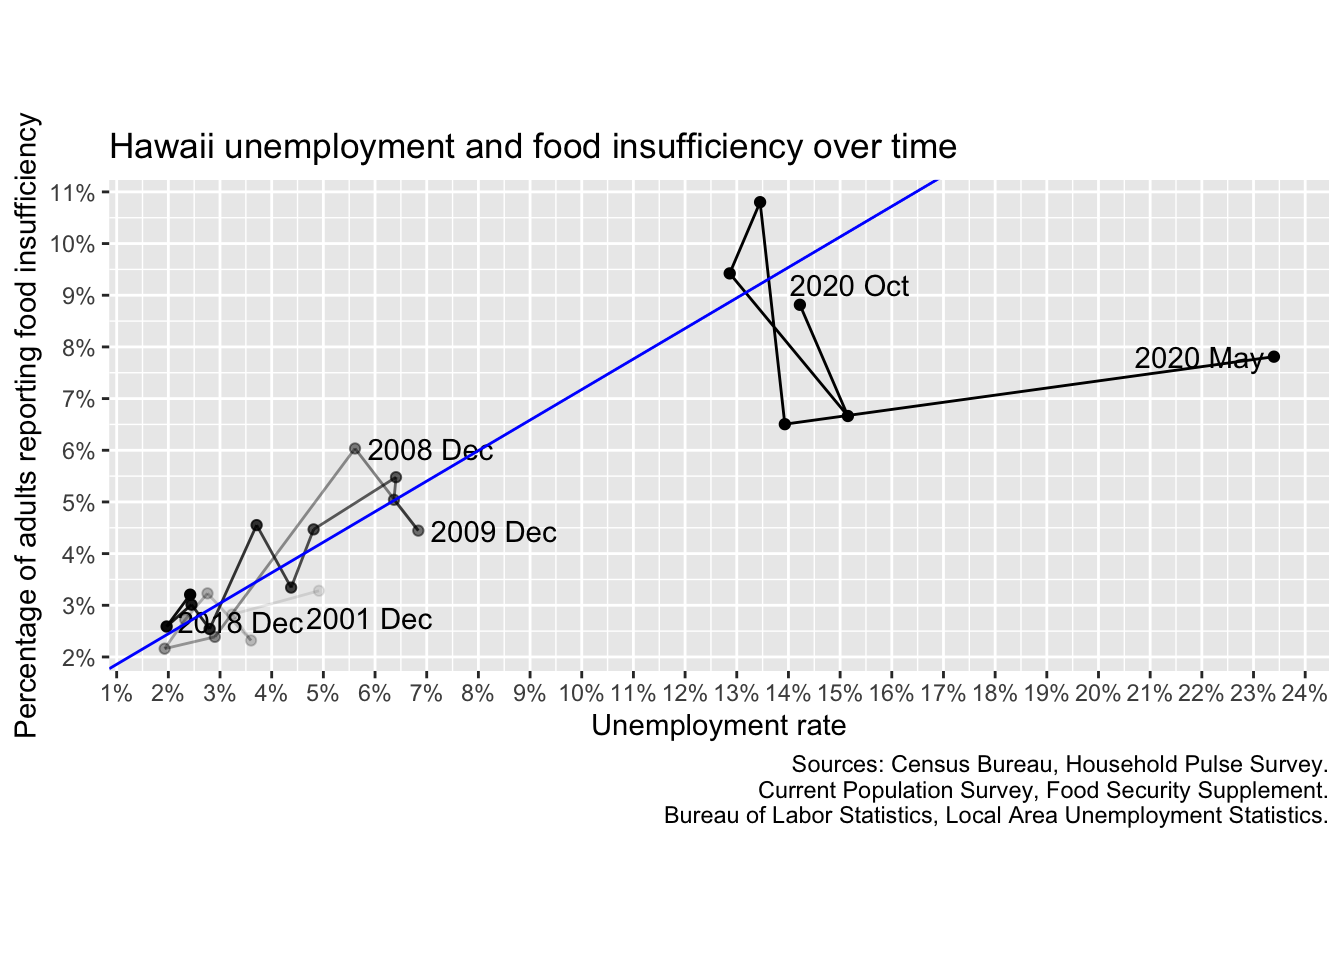 Hawaii unemployment and food insufficiency over time
Percentage of adults reporting food insufficiency
11%
10%
9%
8%
7%
6%
5%
4%
3%
2%
2020 Oct
2020 May
2008 Dec
2009 Dec
2018 Dec
2001 Dec
1% 2% 3% 4% 5% 6% 7% 8% 9% 10% 11% 12% 13% 14% 15% 16% 17% 18% 19% 20% 21% 22% 23% 24%
Unemployment rate
Sources: Census Bureau, Household Pulse Survey.
Current Population Survey, Food Security Supplement.
Bureau of Labor Statistics, Local Area Unemployment Statistics.